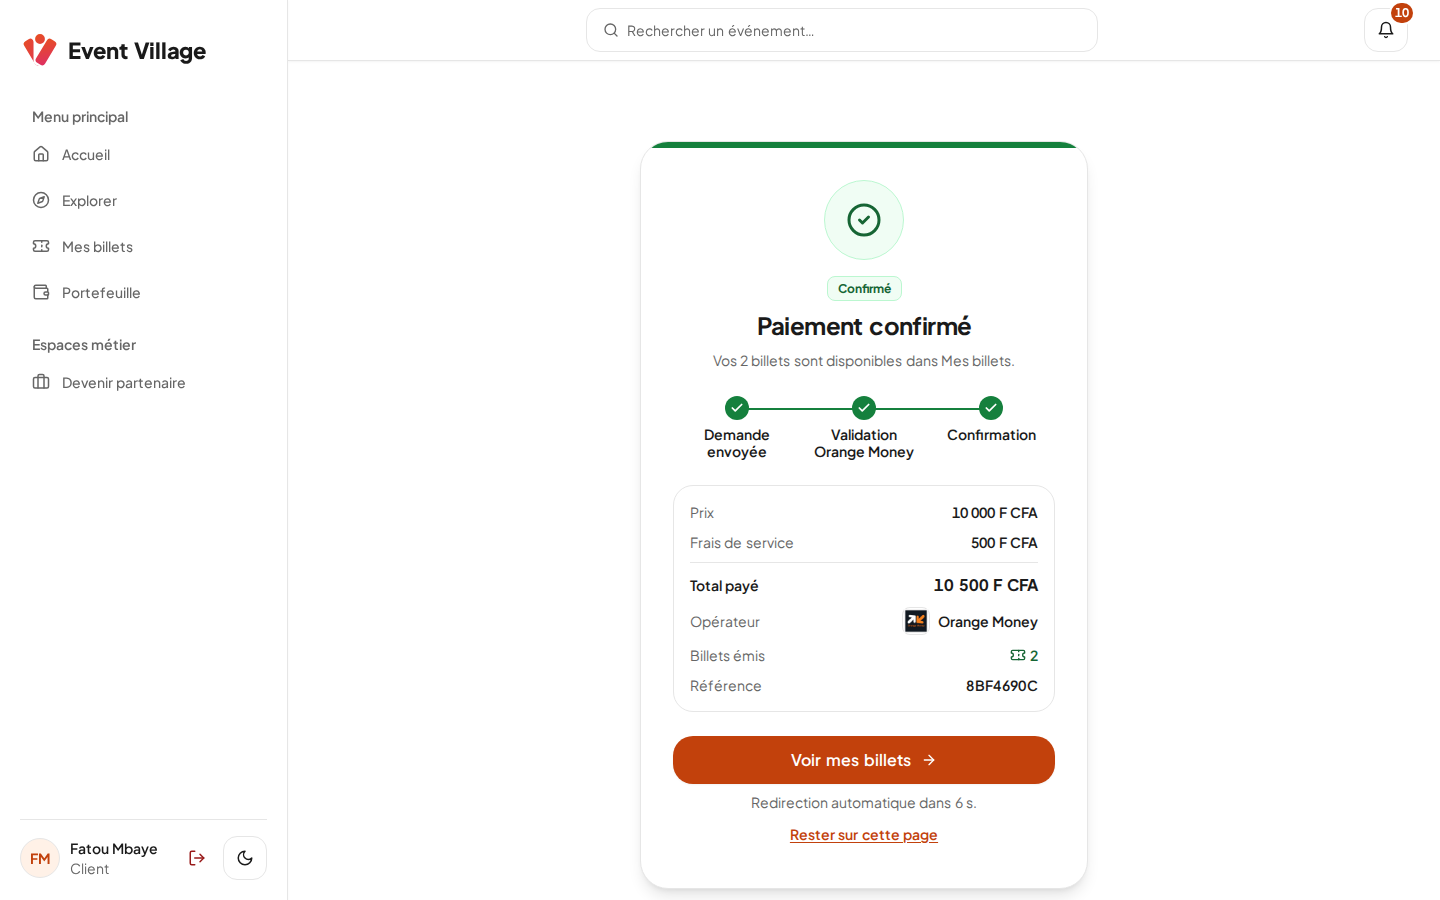 Event Village
Rechercher un événement...
10
Menu principal
Accueil
Explorer
Mes billets
Portefeuille
Espaces métier
Devenir partenaire
Confirmé
Paiement confirmé
Vos 2 billets sont disponibles dans Mes billets.
Demande
envoyée
Validation
Orange Money
Confirmation
Prix 10 000 F CFA
Frais de service 500 F CFA
Total payé 10 500 F CFA
Opérateur Orange Money
Billets émis 2
Référence 8BF4690C
Voir mes billets
Redirection automatique dans 6 s.
Rester sur cette page
FM
Fatou Mbaye
Client